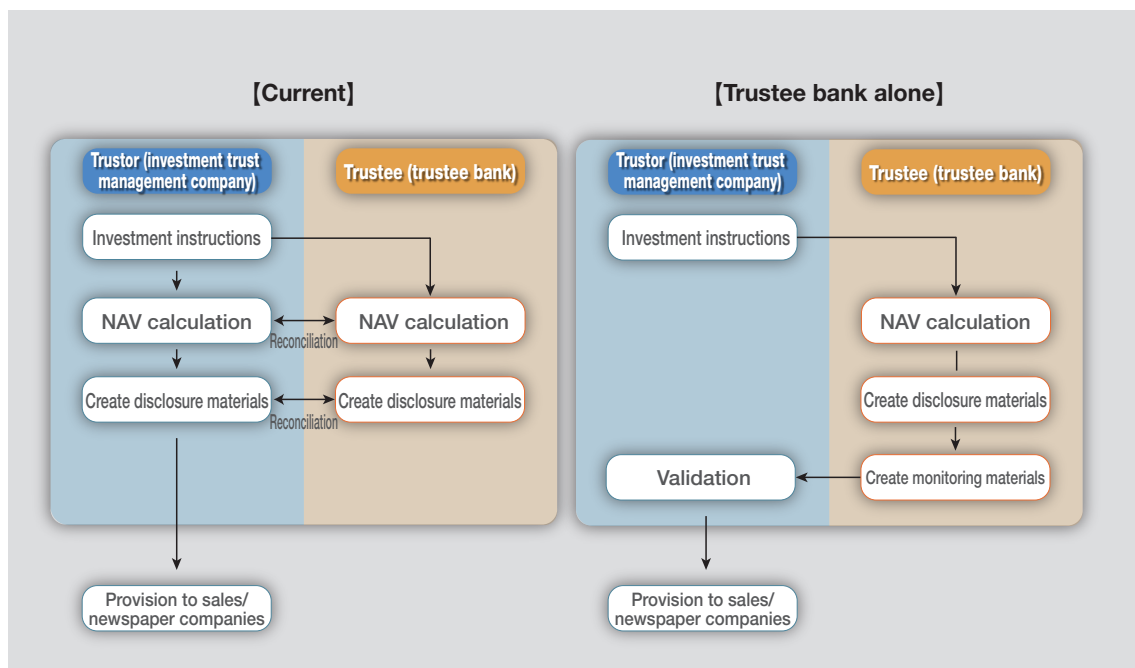 【Current】
Trustor (investment trust
management company)
Trustee (trustee bank)
Investment instructions
NAV calculation
Reconciliation
NAV calculation
Create disclosure materials
Reconciliation
Create disclosure materials
Provision to sales/
newspaper companies
【Trustee bank alone】
Trustor (investment trust
management company)
Trustee (trustee bank)
Investment instructions
NAV calculation
Create disclosure materials
Validation
Create monitoring materials
Provision to sales/
newspaper companies